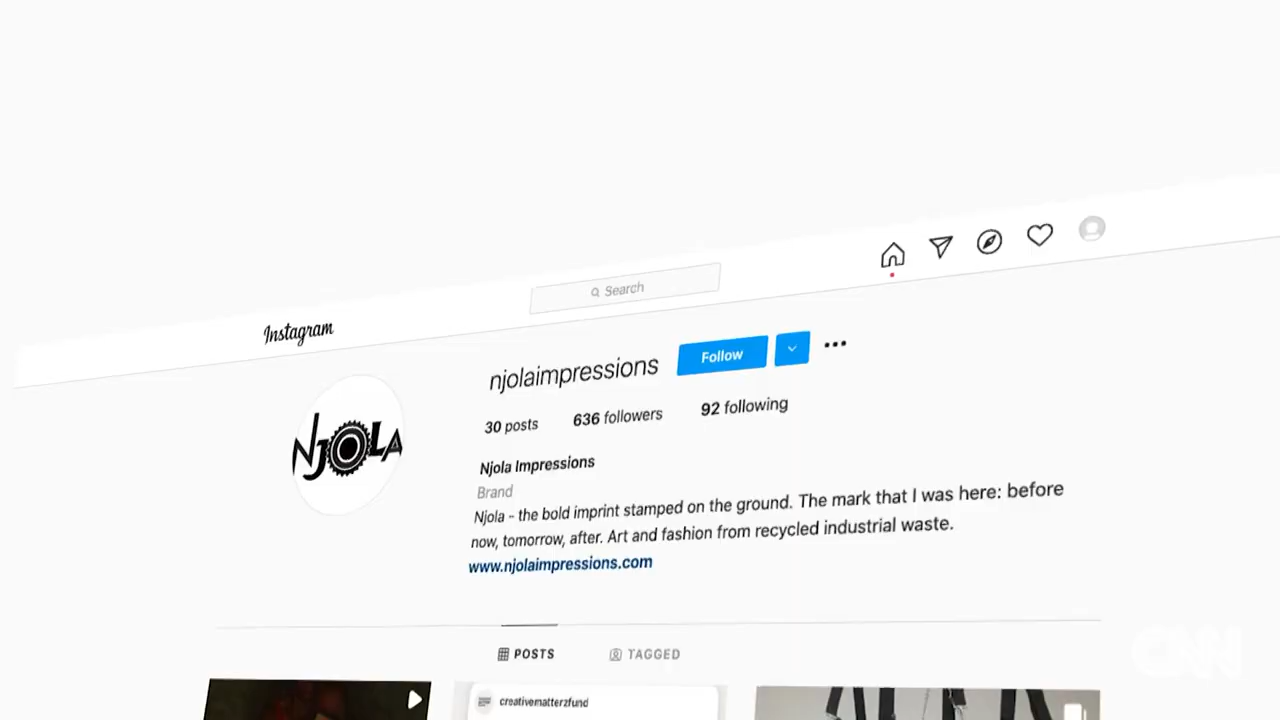 Search
Instagram
njolaimpressions Follow
30 posts 636 followers 92 following
NJOLA
Njola Impressions
Brand
Njola - the bold imprint stamped on the ground. The mark that I was here: before
now, tomorrow, after. Art and fashion from recycled industrial waste.
www.njolaimpressions.com
POSTS TAGGED
CNN
creativematterzfund